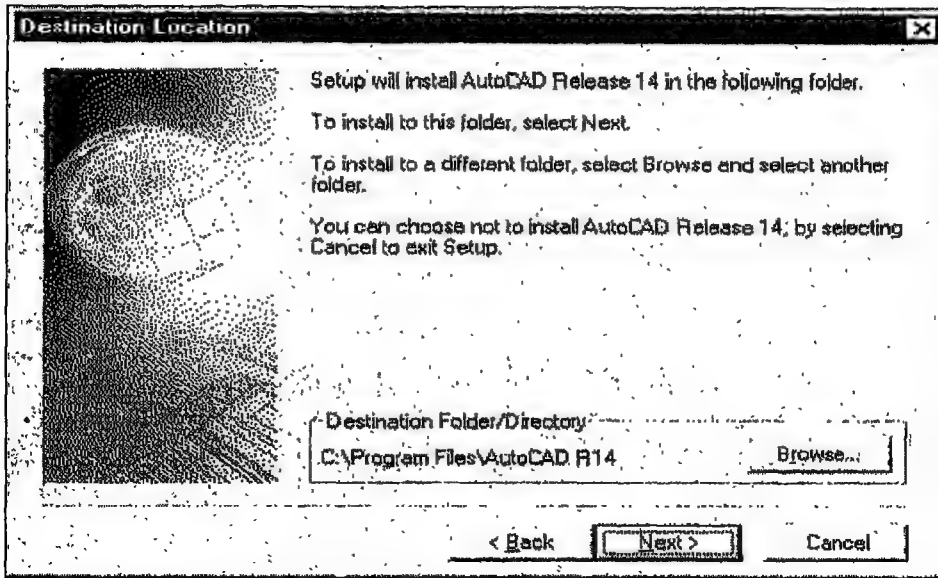 Destination Location
Setup will install AutoCAD Release 14 in the following folder.
To install to this folder, select Next.
To install to a different folder, select Browse and select another
folder.
You can choose not to install AutoCAD Release 14, by selecting
Cancel to exit Setup.
Destination Folder/Directory
C:\Program Files\AutoCAD R14
Browse...
< Back
Next >
Cancel